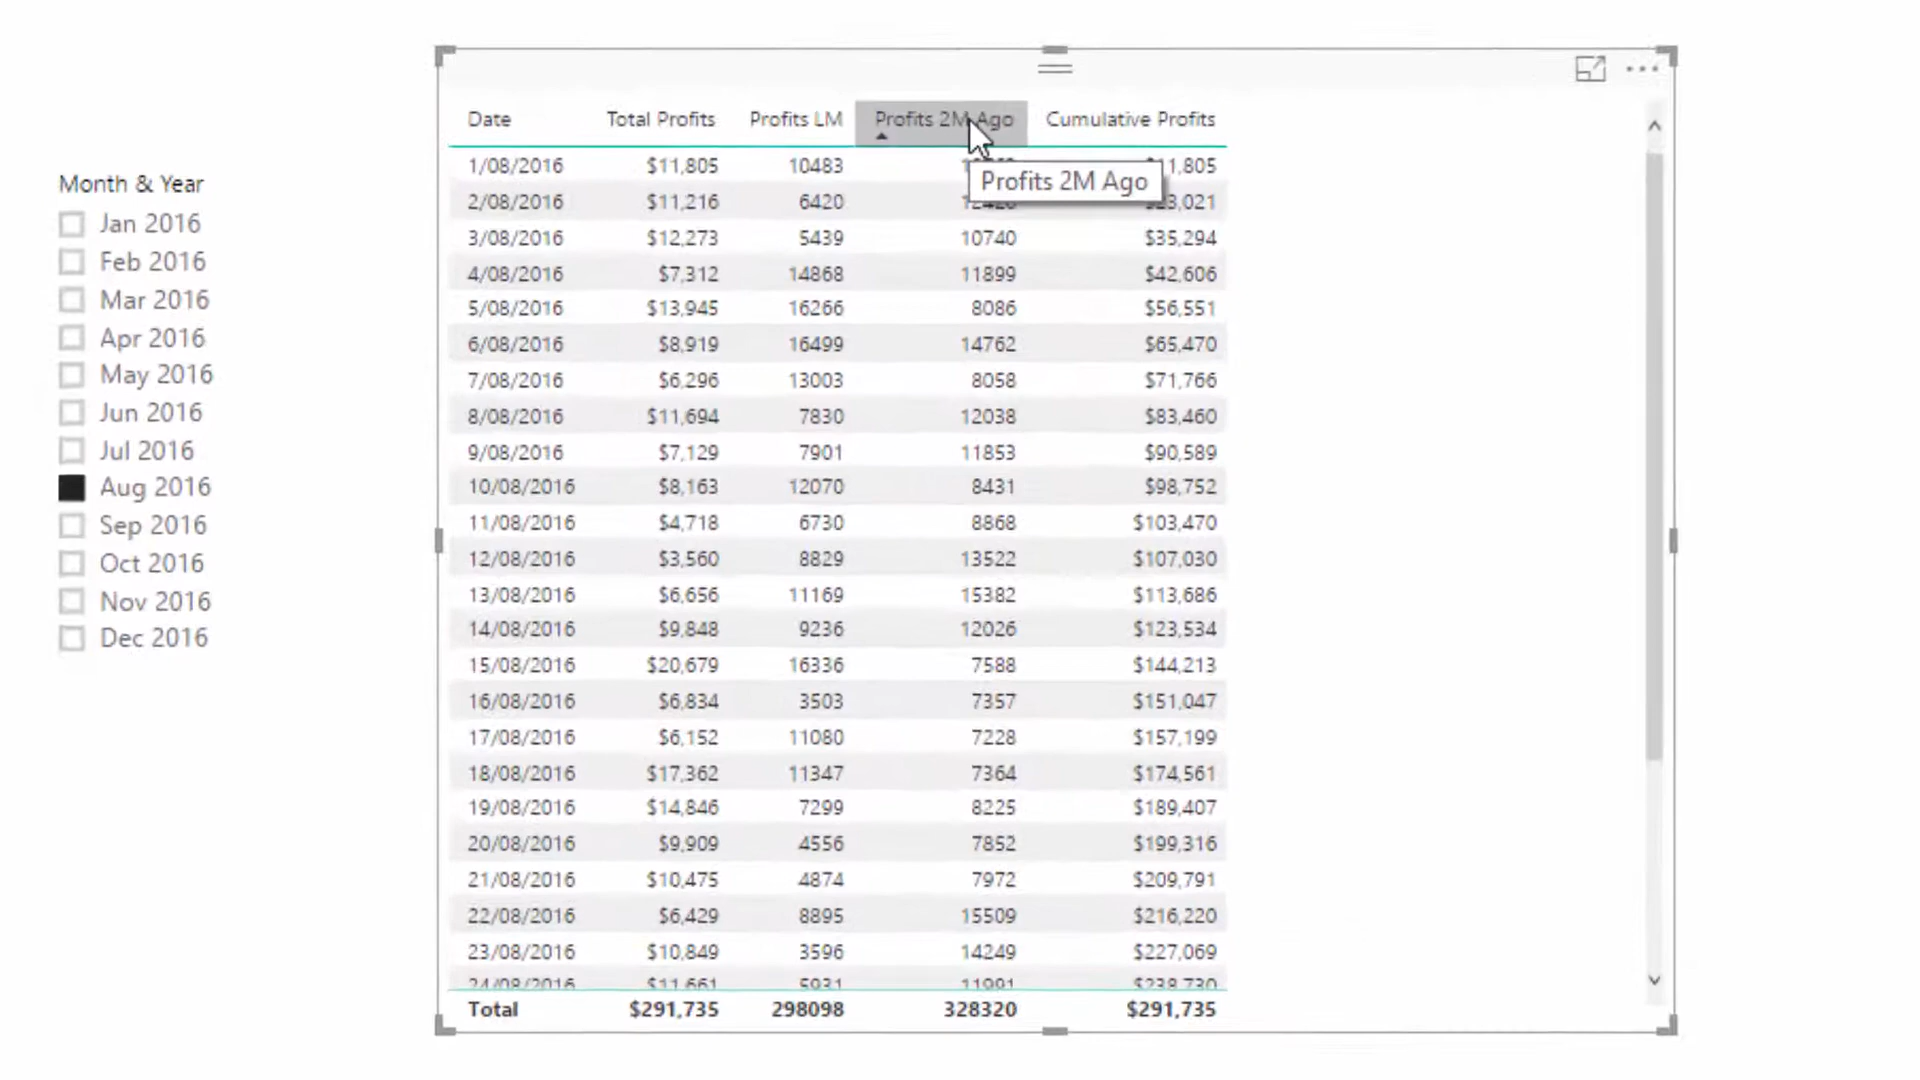 Month & Year
Jan 2016
Feb 2016
Mar 2016
Apr 2016
May 2016
Jun 2016
Jul 2016
Aug 2016
Sep 2016
Oct 2016
Nov 2016
Dec 2016
Date Total Profits Profits LM Profits 2M Ago Cumulative Profits
1/08/2016 $11,805 10483 11,805
Profits 2M Ago
2/08/2016 $11,216 6420 3,021
3/08/2016 $12,273 5439 10740 $35,294
4/08/2016 $7,312 14868 11899 $42,606
5/08/2016 $13,945 16266 8086 $56,551
6/08/2016 $8,919 16499 14762 $65,470
7/08/2016 $6,296 13003 8058 $71,766
8/08/2016 $11,694 7830 12038 $83,460
9/08/2016 $7,129 7901 11853 $90,589
10/08/2016 $8,163 12070 8431 $98,752
11/08/2016 $4,718 6730 8868 $103,470
12/08/2016 $3,560 8829 13522 $107,030
13/08/2016 $6,656 11169 15382 $113,686
14/08/2016 $9,848 9236 12026 $123,534
15/08/2016 $20,679 16336 7588 $144,213
16/08/2016 $6,834 3503 7357 $151,047
17/08/2016 $6,152 11080 7228 $157,199
18/08/2016 $17,362 11347 7364 $174,561
19/08/2016 $14,846 7299 8225 $189,407
20/08/2016 $9,909 4556 7852 $199,316
21/08/2016 $10,475 4874 7972 $209,791
22/08/2016 $6,429 8895 15509 $216,220
23/08/2016 $10,849 3596 14249 $227,069
24/08/2016 $11,661 5931 11991 $238,730
Total $291,735 298098 328320 $291,735